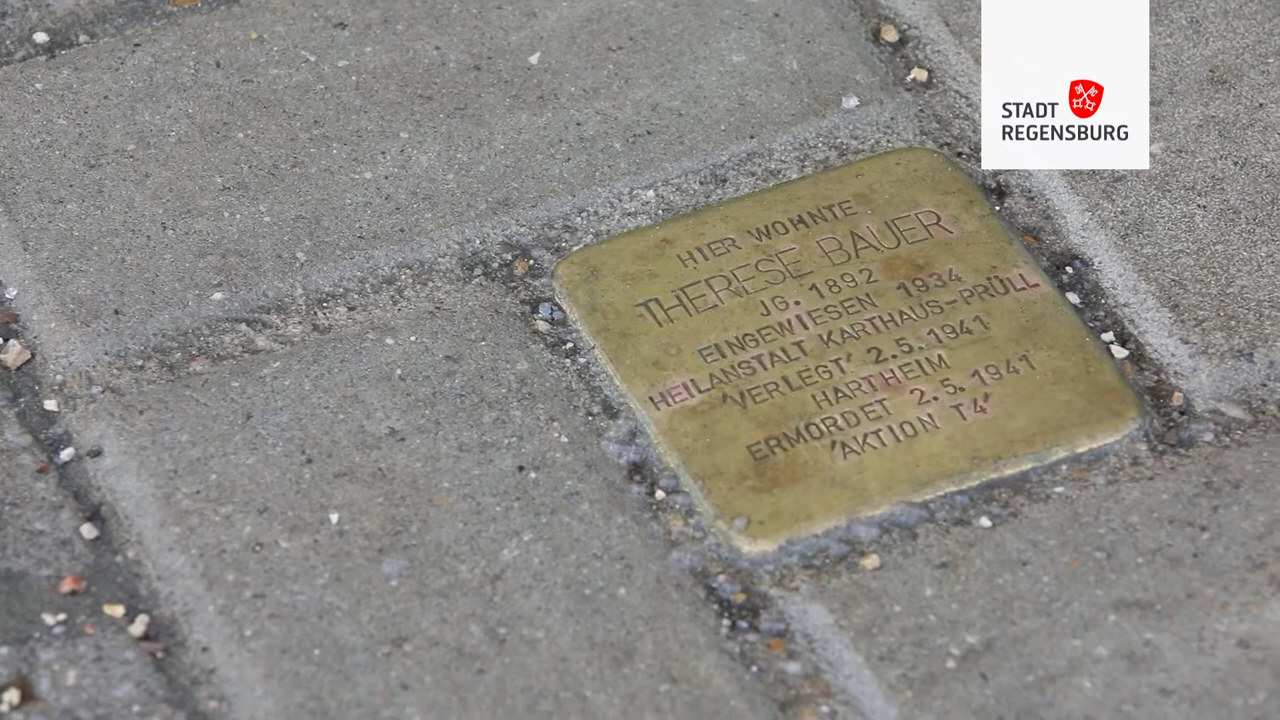 STADT
REGENSBURG
HIER WOHNTE
THERESE BAUER
JG. 1892
EINGEWIESEN 1934
HEILANSTALT KARTHAUS-PRÜLL
'VERLEGT' 2.5.1941
HARTHEIM
ERMORDET 2.5.1941
'AKTION T4'